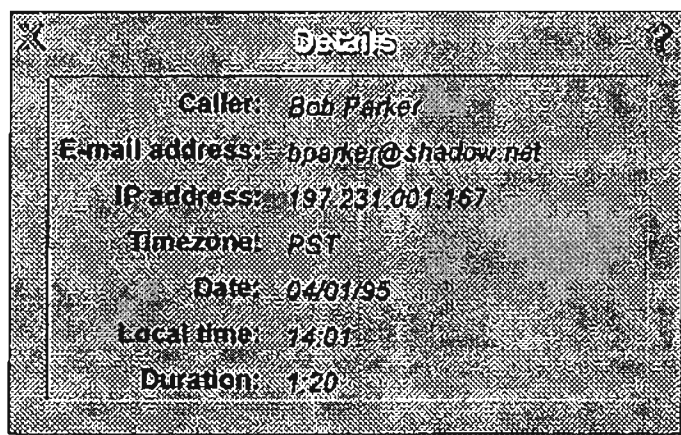 Details ?
Caller: Bob Parker
E-mail address: bparker@shadow.net
IP address: 197.231.001.167
Timezone: PST
Date: 04/01/95
Local time: 14:01
Duration: 1:20